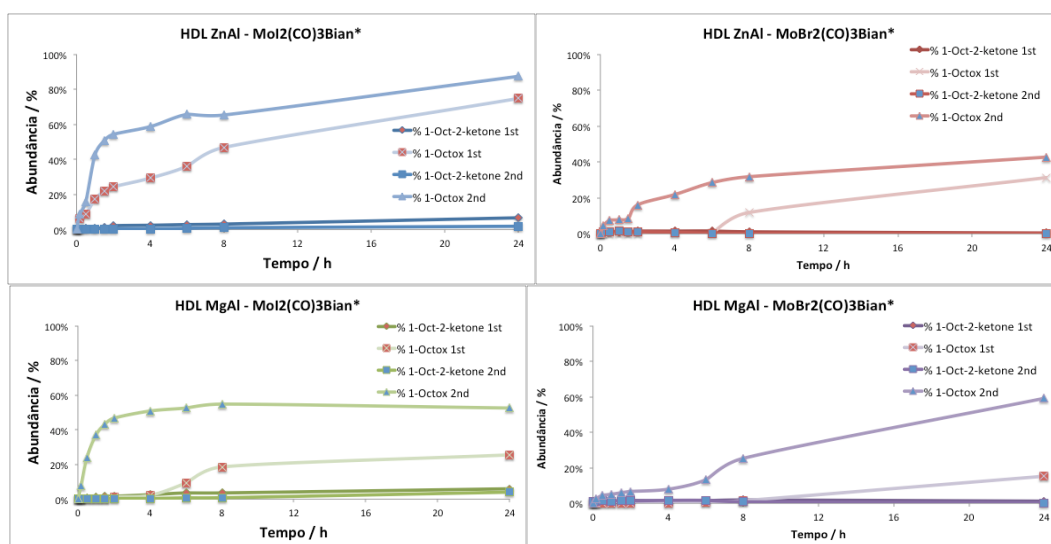 HDL ZnAl - MoI2(CO)3Bian*
100%
80%
60%
40%
20%
0%
Abundância / %
% 1-Oct-2-ketone 1st
% 1-Octox 1st
% 1-Oct-2-ketone 2nd
% 1-Octox 2nd
0 4 8 12 16 20 24
Tempo / h
HDL ZnAl - MoBr2(CO)3Bian*
100%
80%
60%
40%
20%
0%
Abundância / %
% 1-Oct-2-ketone 1st
% 1-Octox 1st
% 1-Oct-2-ketone 2nd
% 1-Octox 2nd
0 4 8 12 16 20 24
Tempo / h
HDL MgAl - MoI2(CO)3Bian*
100%
80%
60%
40%
20%
0%
Abundância / %
% 1-Oct-2-ketone 1st
% 1-Octox 1st
% 1-Oct-2-ketone 2nd
% 1-Octox 2nd
0 4 8 12 16 20 24
Tempo / h
HDL MgAl - MoBr2(CO)3Bian*
100%
80%
60%
40%
20%
0%
Abundância / %
% 1-Oct-2-ketone 1st
% 1-Octox 1st
% 1-Oct-2-ketone 2nd
% 1-Octox 2nd
0 4 8 12 16 20 24
Tempo / h